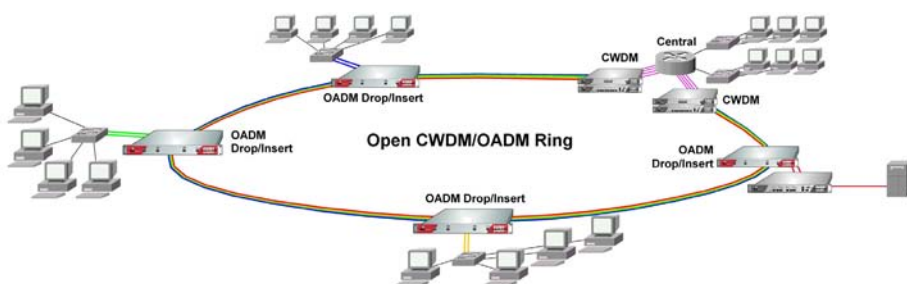 Central
CWDM
OADM Drop/Insert
CWDM
OADM
Drop/Insert
Open CWDM/OADM Ring
OADM
Drop/Insert
OADM Drop/Insert